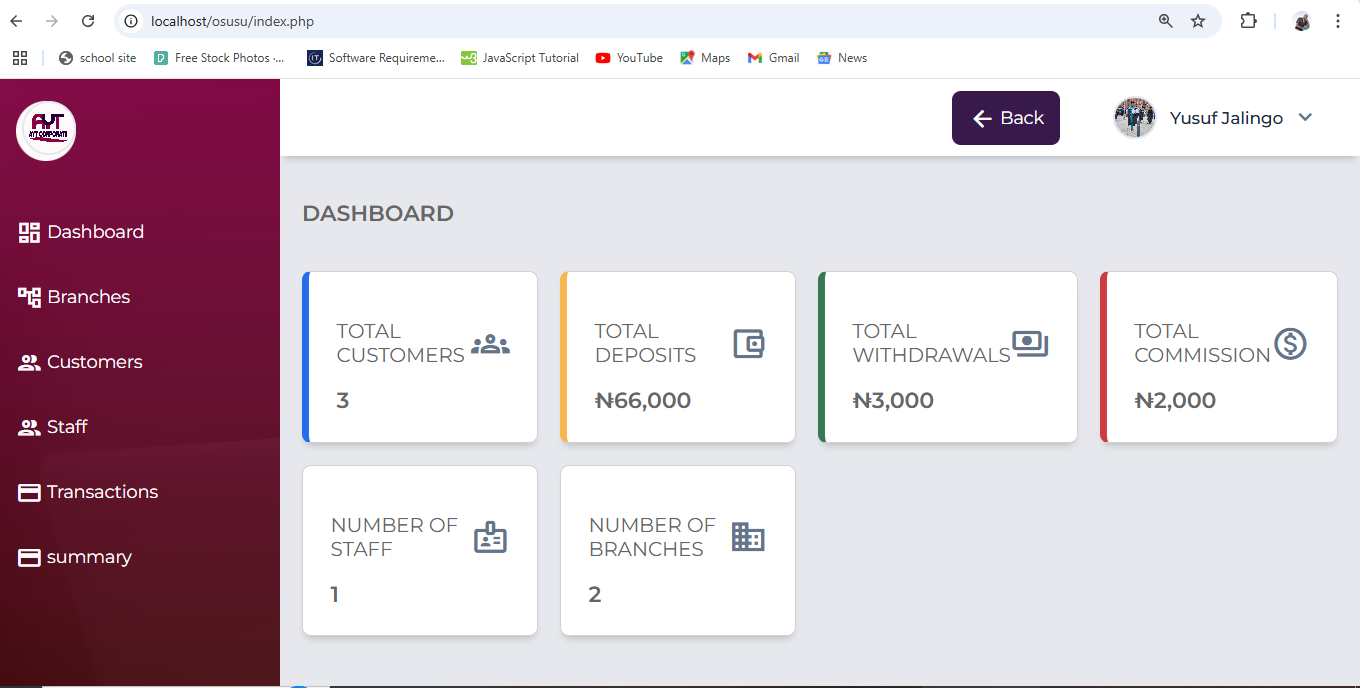 localhost/osusu/index.php
school site
Free Stock Photos ·...
Software Requireme...
JavaScript Tutorial
YouTube
Maps
Gmail
News
AYT
AYT CORPORATI
Back
Yusuf Jalingo
Dashboard
Branches
Customers
Staff
Transactions
summary
DASHBOARD
TOTAL
CUSTOMERS
3
TOTAL
DEPOSITS
₦66,000
TOTAL
WITHDRAWALS
₦3,000
TOTAL
COMMISSION
₦2,000
NUMBER OF
STAFF
1
NUMBER OF
BRANCHES
2